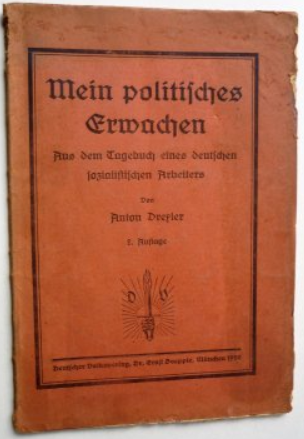 Mein politisches
Erwachen
Aus dem Tagebuch eines deutschen
sozialistischen Arbeiters
Von
Anton Drexler
Auflage
D V
Deutscher Volksverlag, Dr. Ernst Boepple, München